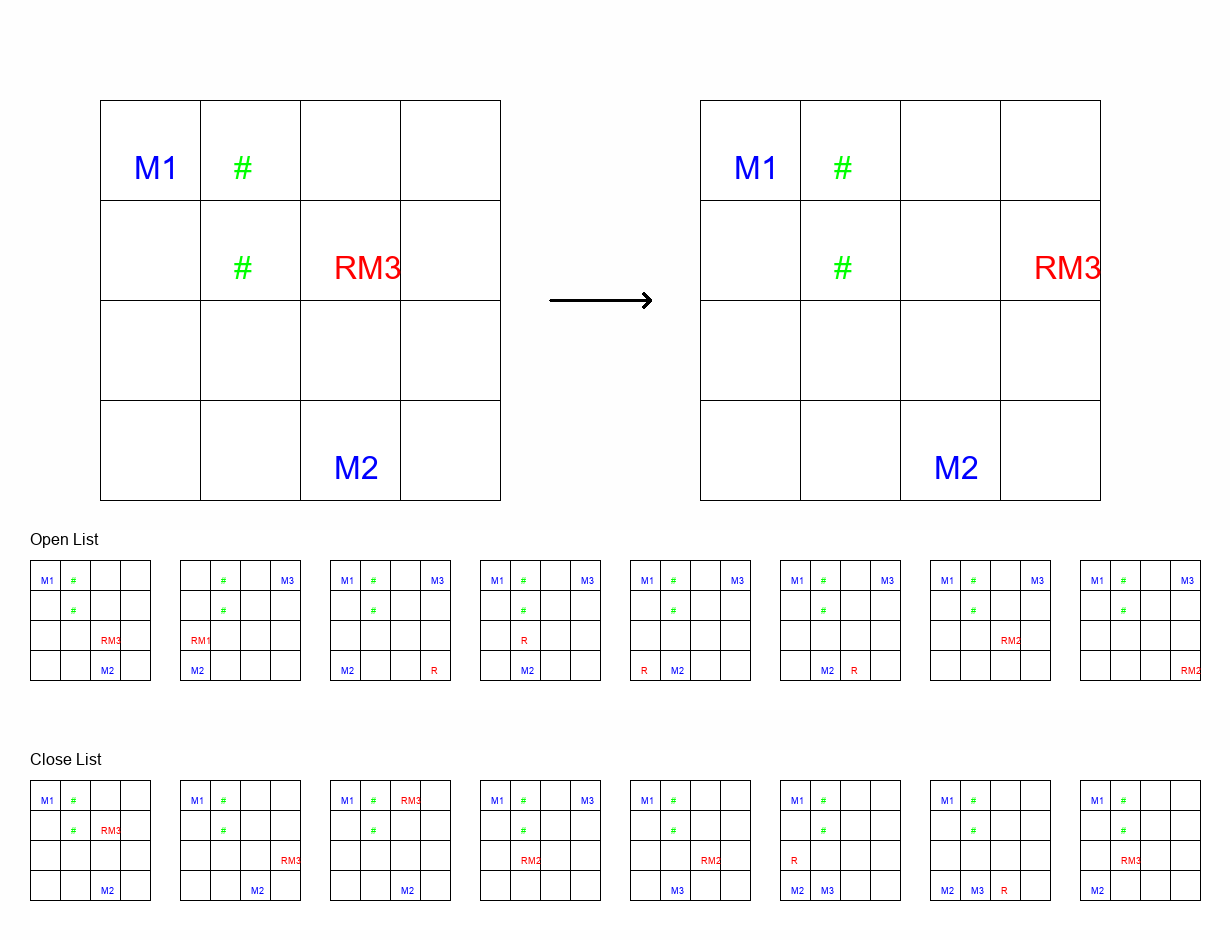 M1 # M1 #
# RM3 # RM3
M2 M2
Open List
M1 # # M3 M1 # M3 M1 # M3 M1 # M3 M1 # M3 M1 # M3 M1 # M3
# # # # # # # #
RM3 RM1 R RM2
M2 M2 M2 R M2 R M2 M2 R RM2
Close List
M1 # M1 # M1 # RM3 M1 # M3 M1 # M1 # M1 # M1 #
# RM3 # # # # # # #
RM3 RM2 RM2 R RM3
M2 M2 M2 M3 M2 M3 M2 M3 R M2